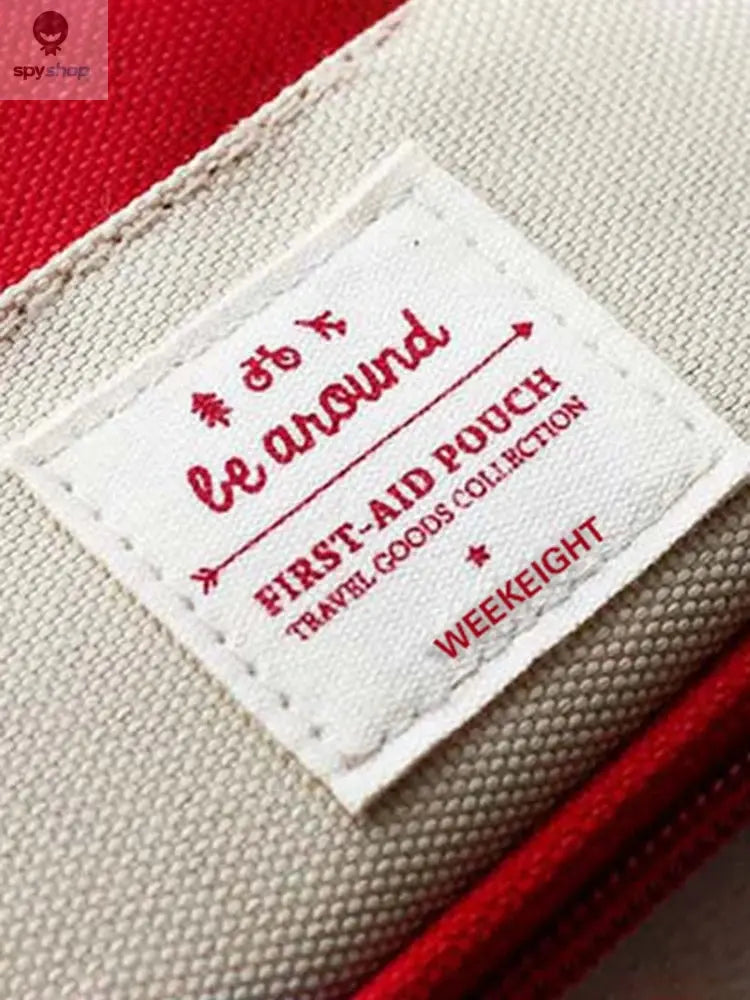 spyshop
be around
FIRST-AID POUCH
TRAVEL GOODS COLLECTION
WEEKEIGHT